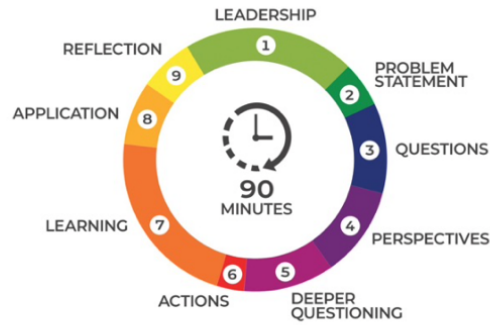 LEADERSHIP
1
PROBLEM
STATEMENT
2
QUESTIONS
3
PERSPECTIVES
4
DEEPER
QUESTIONING
5
ACTIONS
6
LEARNING
7
APPLICATION
8
REFLECTION
9
90
MINUTES